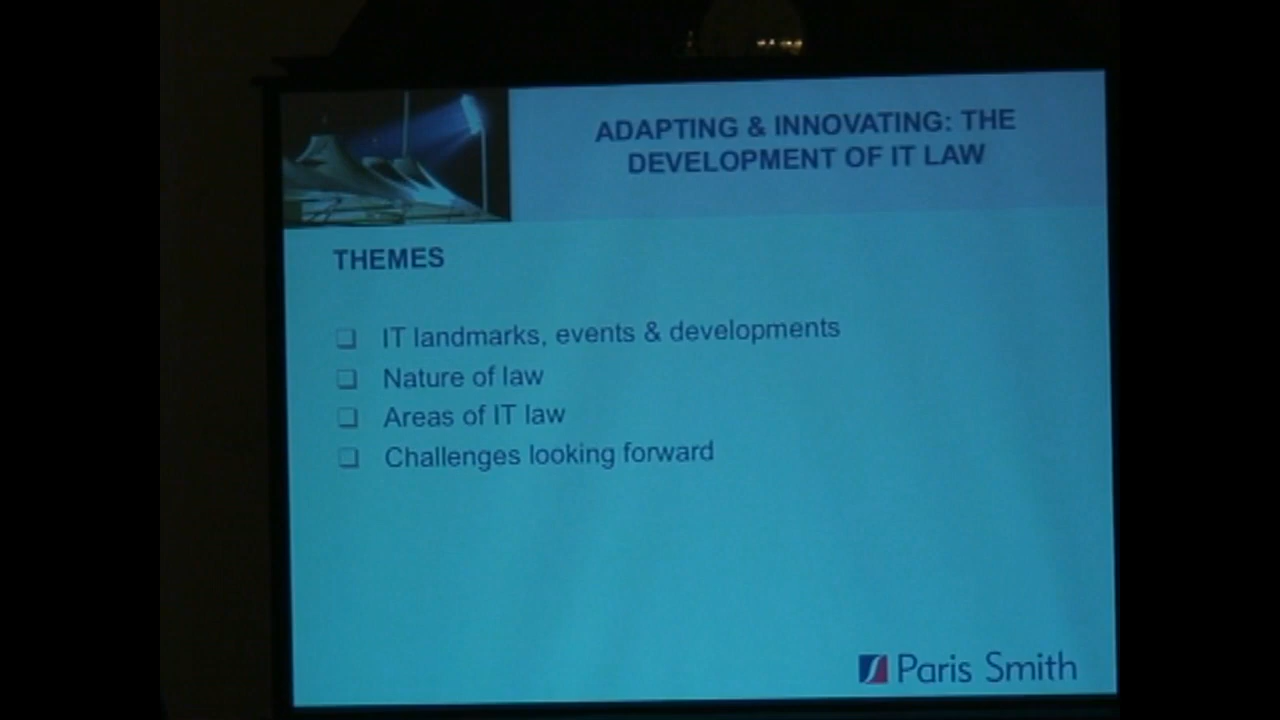 ADAPTING & INNOVATING: THE
DEVELOPMENT OF IT LAW
THEMES
❑ IT landmarks, events & developments
❑ Nature of law
❑ Areas of IT law
❑ Challenges looking forward
Paris Smith